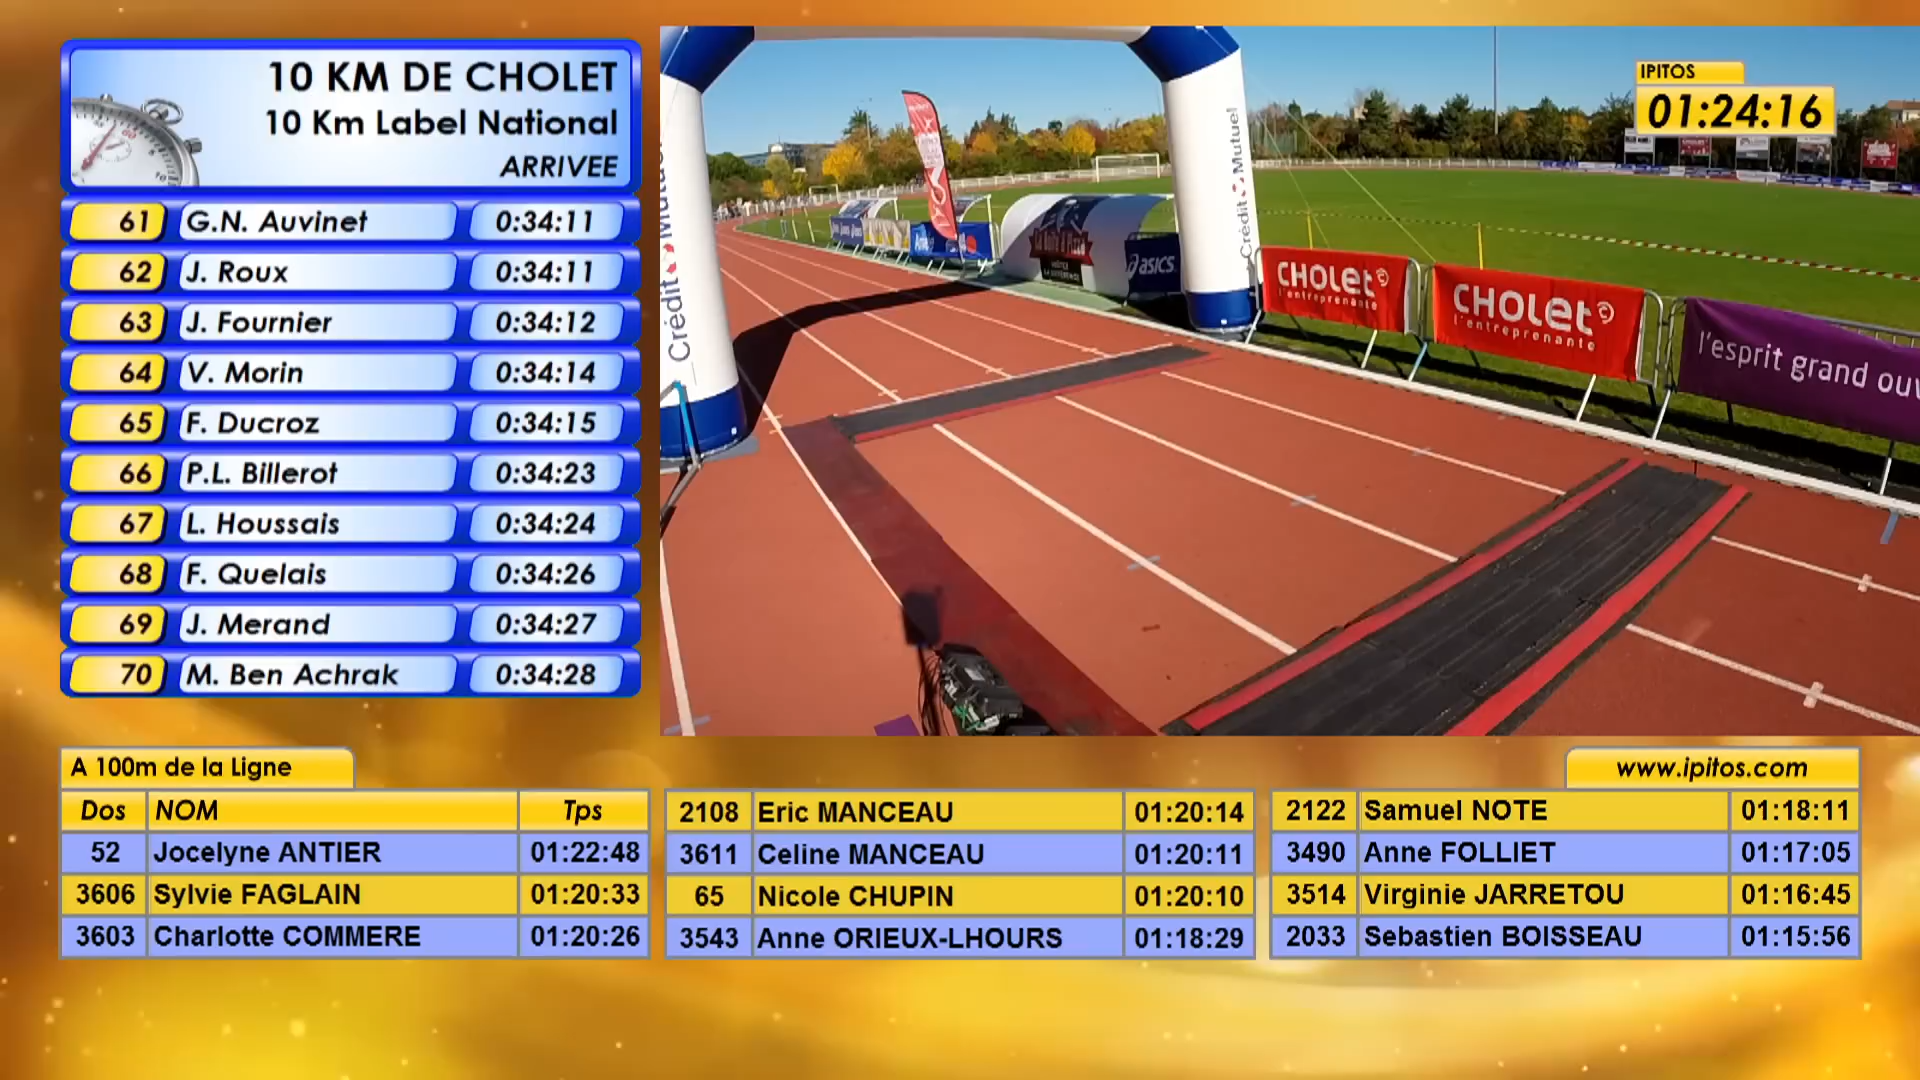 10 KM DE CHOLET
10 Km Label National
ARRIVEE
61 G.N. Auvinet 0:34:11
62 J. Roux 0:34:11
63 J. Fournier 0:34:12
64 V. Morin 0:34:14
65 F. Ducroz 0:34:15
66 P.L. Billerot 0:34:23
67 L. Houssais 0:34:24
68 F. Quelais 0:34:26
69 J. Merand 0:34:27
70 M. Ben Achrak 0:34:28
IPITOS
01:24:16
Crédit Mutuel
Crédit Mutuel
asics
CHOLET
l'entreprenante
CHOLET
l'entreprenante
l'esprit grand
A 100m de la Ligne
www.ipitos.com
Dos NOM Tps
52 Jocelyne ANTIER 01:22:48
3606 Sylvie FAGLAIN 01:20:33
3603 Charlotte COMMERE 01:20:26
2108 Eric MANCEAU 01:20:14
3611 Celine MANCEAU 01:20:11
65 Nicole CHUPIN 01:20:10
3543 Anne ORIEUX-LHOURS 01:18:29
2122 Samuel NOTE 01:18:11
3490 Anne FOLLIET 01:17:05
3514 Virginie JARRETOU 01:16:45
2033 Sebastien BOISSEAU 01:15:56